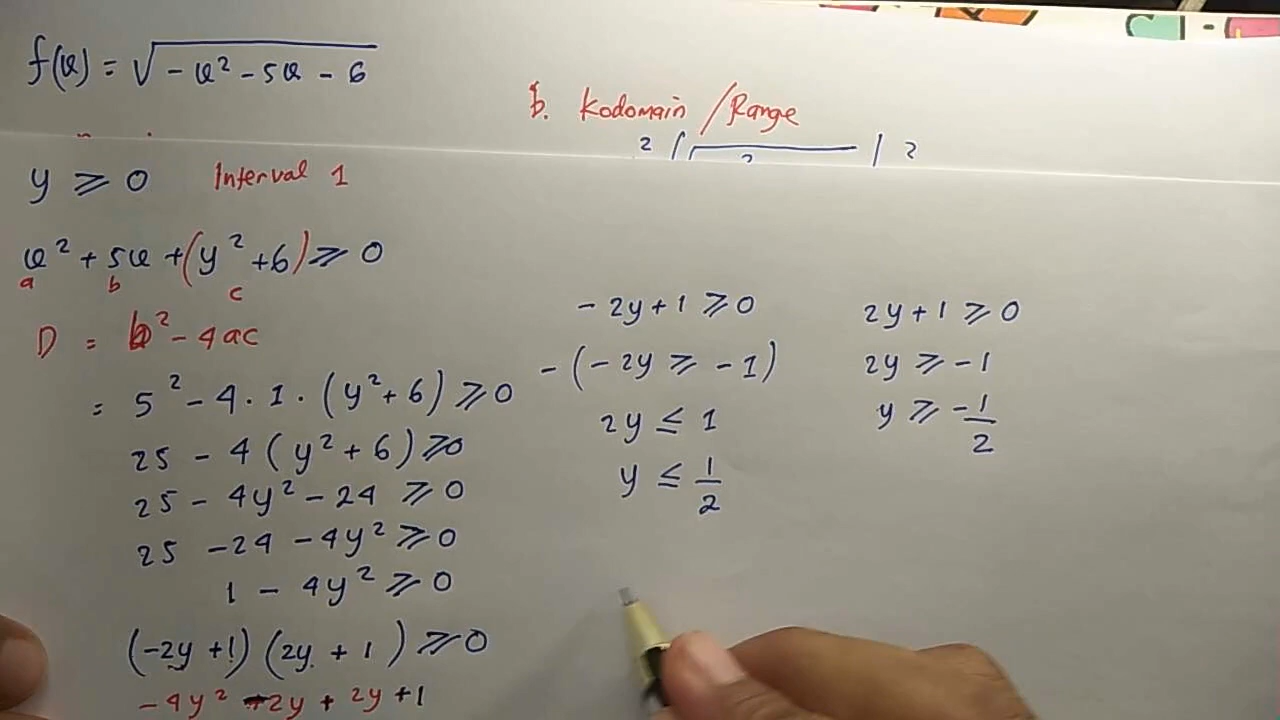 f(x) = √(-x² - 5x - 6)
b. Kodomain / Range
y ≥ 0 Interval 1
x² + 5x + (y² + 6) ≥ 0
a b c
D = b² - 4ac
= 5² - 4 . 1 . (y² + 6) ≥ 0
25 - 4 (y² + 6) ≥ 0
25 - 4y² - 24 ≥ 0
25 - 24 - 4y² ≥ 0
1 - 4y² ≥ 0
(-2y + 1) (2y + 1) ≥ 0
-4y² - 2y + 2y + 1
-2y + 1 ≥ 0
-(-2y ≥ -1)
2y ≤ 1
y ≤ 1/2
2y + 1 ≥ 0
2y ≥ -1
y ≥ -1/2